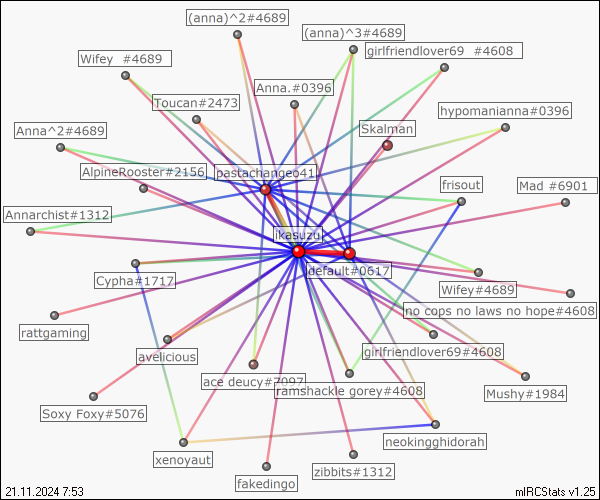 (anna)^2#4689
(anna)^3#4689
girlfriendlover69  #4608
Wifey  #4689
Anna.#0396
Toucan#2473
hypomanianna#0396
Skalman
Anna^2#4689
AlpineRooster#2156
pastachangeo41
frisout
Mad #6901
Annarchist#1312
ikasuzu
default#0617
Cypha#1717
Wifey#4689
no cops no laws no hope#4608
rattgaming
avelicious
girlfriendlover69#4608
ace deucy#7097
ramshackle gorey#4608
Mushy#1984
Soxy Foxy#5076
neokingghidorah
xenoyaut
zibbits#1312
fakedingo
21.11.2024 7:53
mIRCStats v1.25